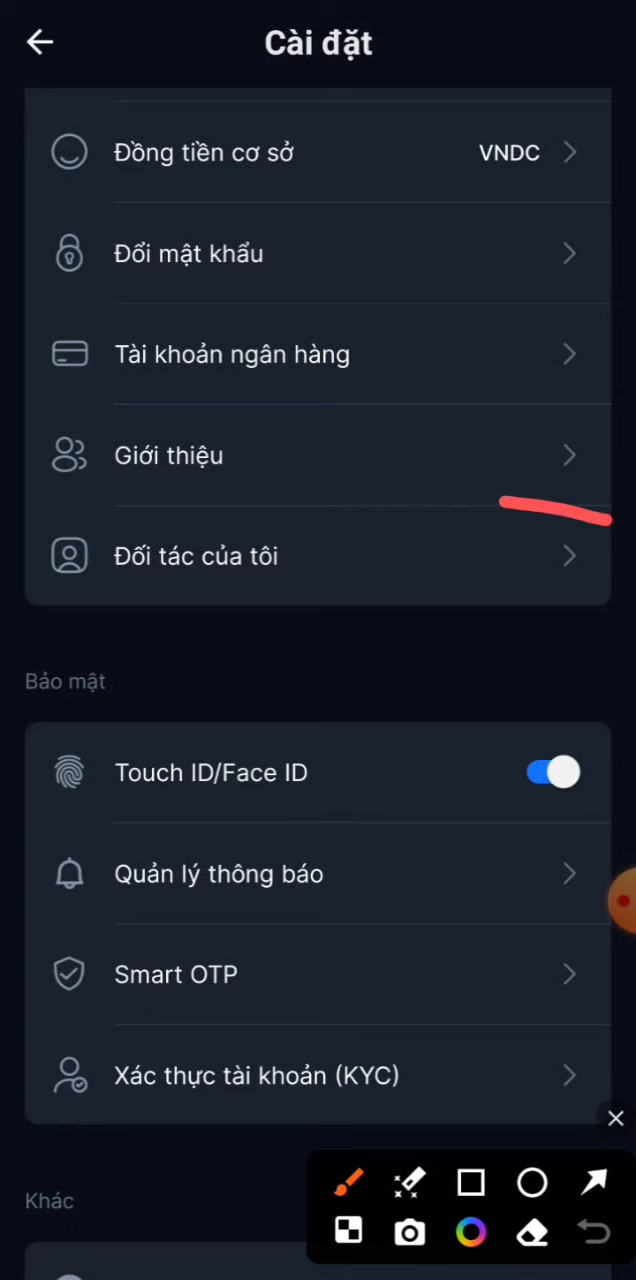 Cài đặt
Đồng tiền cơ sở VNDC
Đổi mật khẩu
Tài khoản ngân hàng
Giới thiệu
Đối tác của tôi
Bảo mật
Touch ID/Face ID
Quản lý thông báo
Smart OTP
Xác thực tài khoản (KYC)
Khác